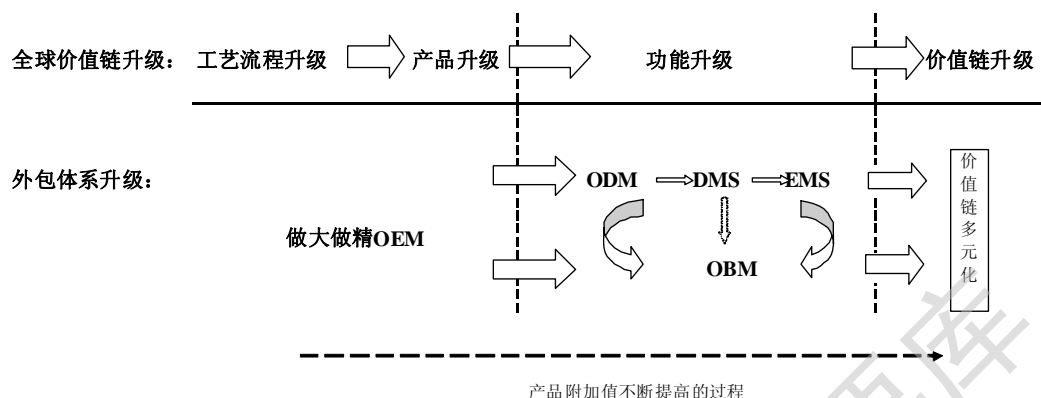 全球价值链升级： 工艺流程升级 产品升级 功能升级 价值链升级
外包体系升级： ODM DMS EMS
做大做精OEM OBM
价值链多元化
产品附加值不断提高的过程